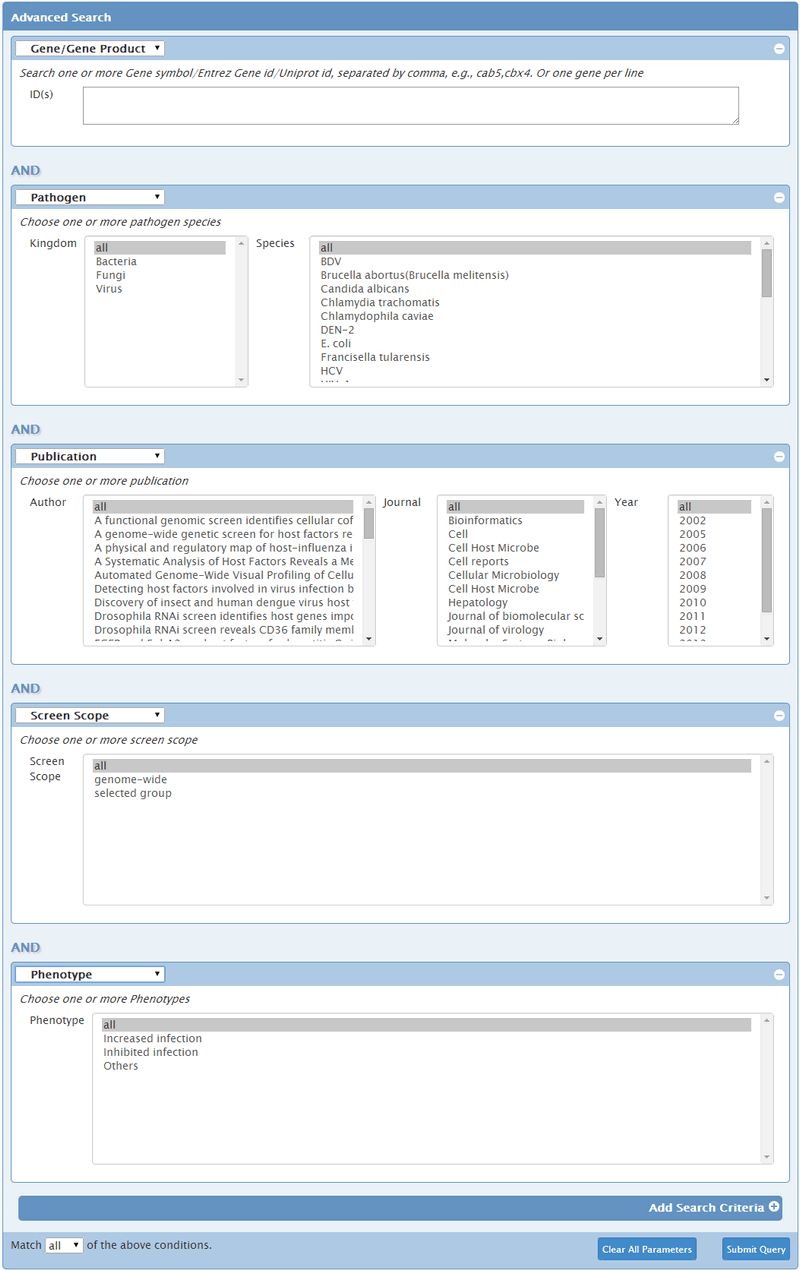 Advanced Search
Gene/Gene Product
Search one or more Gene symbol/Entrez Gene id/Uniprot id, separated by comma, e.g., cab5,cbx4. Or one gene per line
ID(s)
AND
Pathogen
Choose one or more pathogen species
Kingdom
all
Bacteria
Fungi
Virus
Species
all
BDV
Brucella abortus(Brucella melitensis)
Candida albicans
Chlamydia trachomatis
Chlamydophila caviae
DEN-2
E. coli
Francisella tularensis
HCV
AND
Publication
Choose one or more publication
Author
all
A functional genomic screen identifies cellular cof
A genome-wide genetic screen for host factors re
A physical and regulatory map of host-influenza i
A Systematic Analysis of Host Factors Reveals a Me
Automated Genome-Wide Visual Profiling of Cellu
Detecting host factors involved in virus infection b
Discovery of insect and human dengue virus host
Drosophila RNAi screen identifies host genes impo
Drosophila RNAi screen reveals CD36 family memb
Journal
all
Bioinformatics
Cell
Cell Host Microbe
Cell reports
Cellular Microbiology
Cell Host Microbe
Hepatology
Journal of biomolecular sc
Journal of virology
Year
all
2002
2005
2006
2007
2008
2009
2010
2011
2012
AND
Screen Scope
Choose one or more screen scope
Screen
Scope
all
genome-wide
selected group
AND
Phenotype
Choose one or more Phenotypes
Phenotype
all
Increased infection
Inhibited infection
Others
Add Search Criteria
Match all of the above conditions.
Clear All Parameters
Submit Query